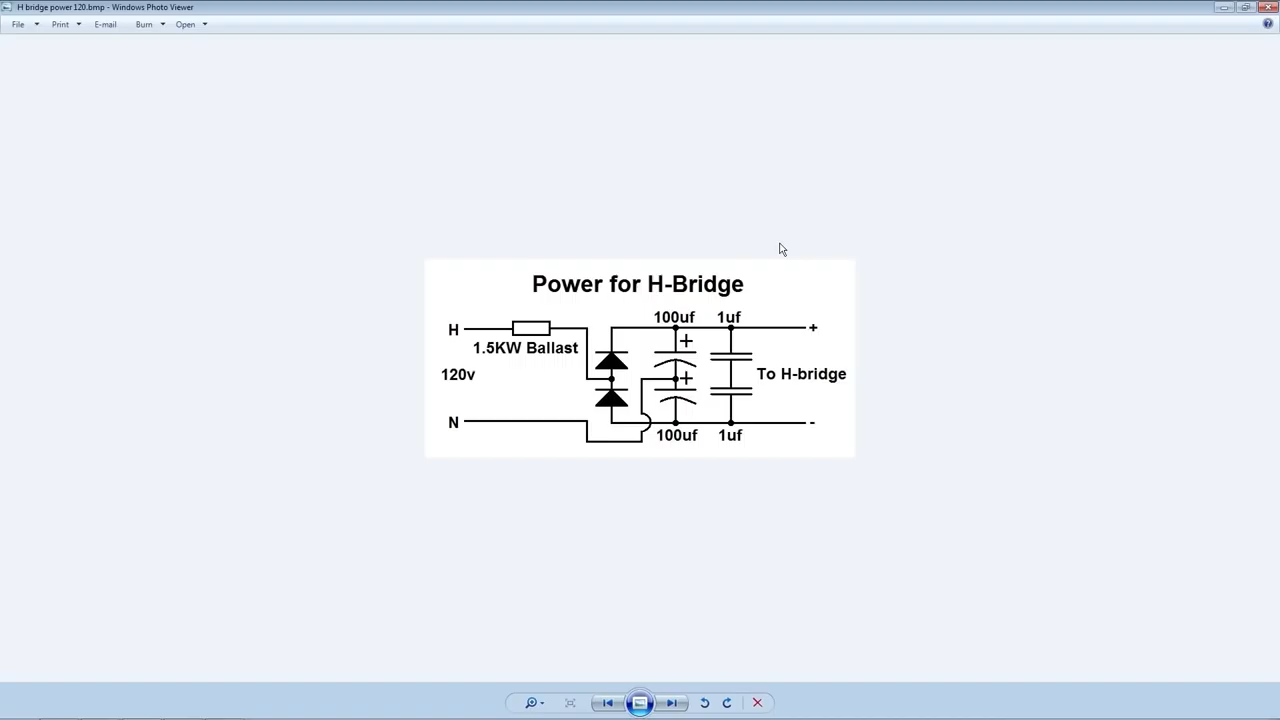 H bridge power 120.bmp - Windows Photo Viewer
File Print E-mail Burn Open
Power for H-Bridge
100uf 1uf
H +
1.5KW Ballast
+
120v + To H-bridge
N -
100uf 1uf